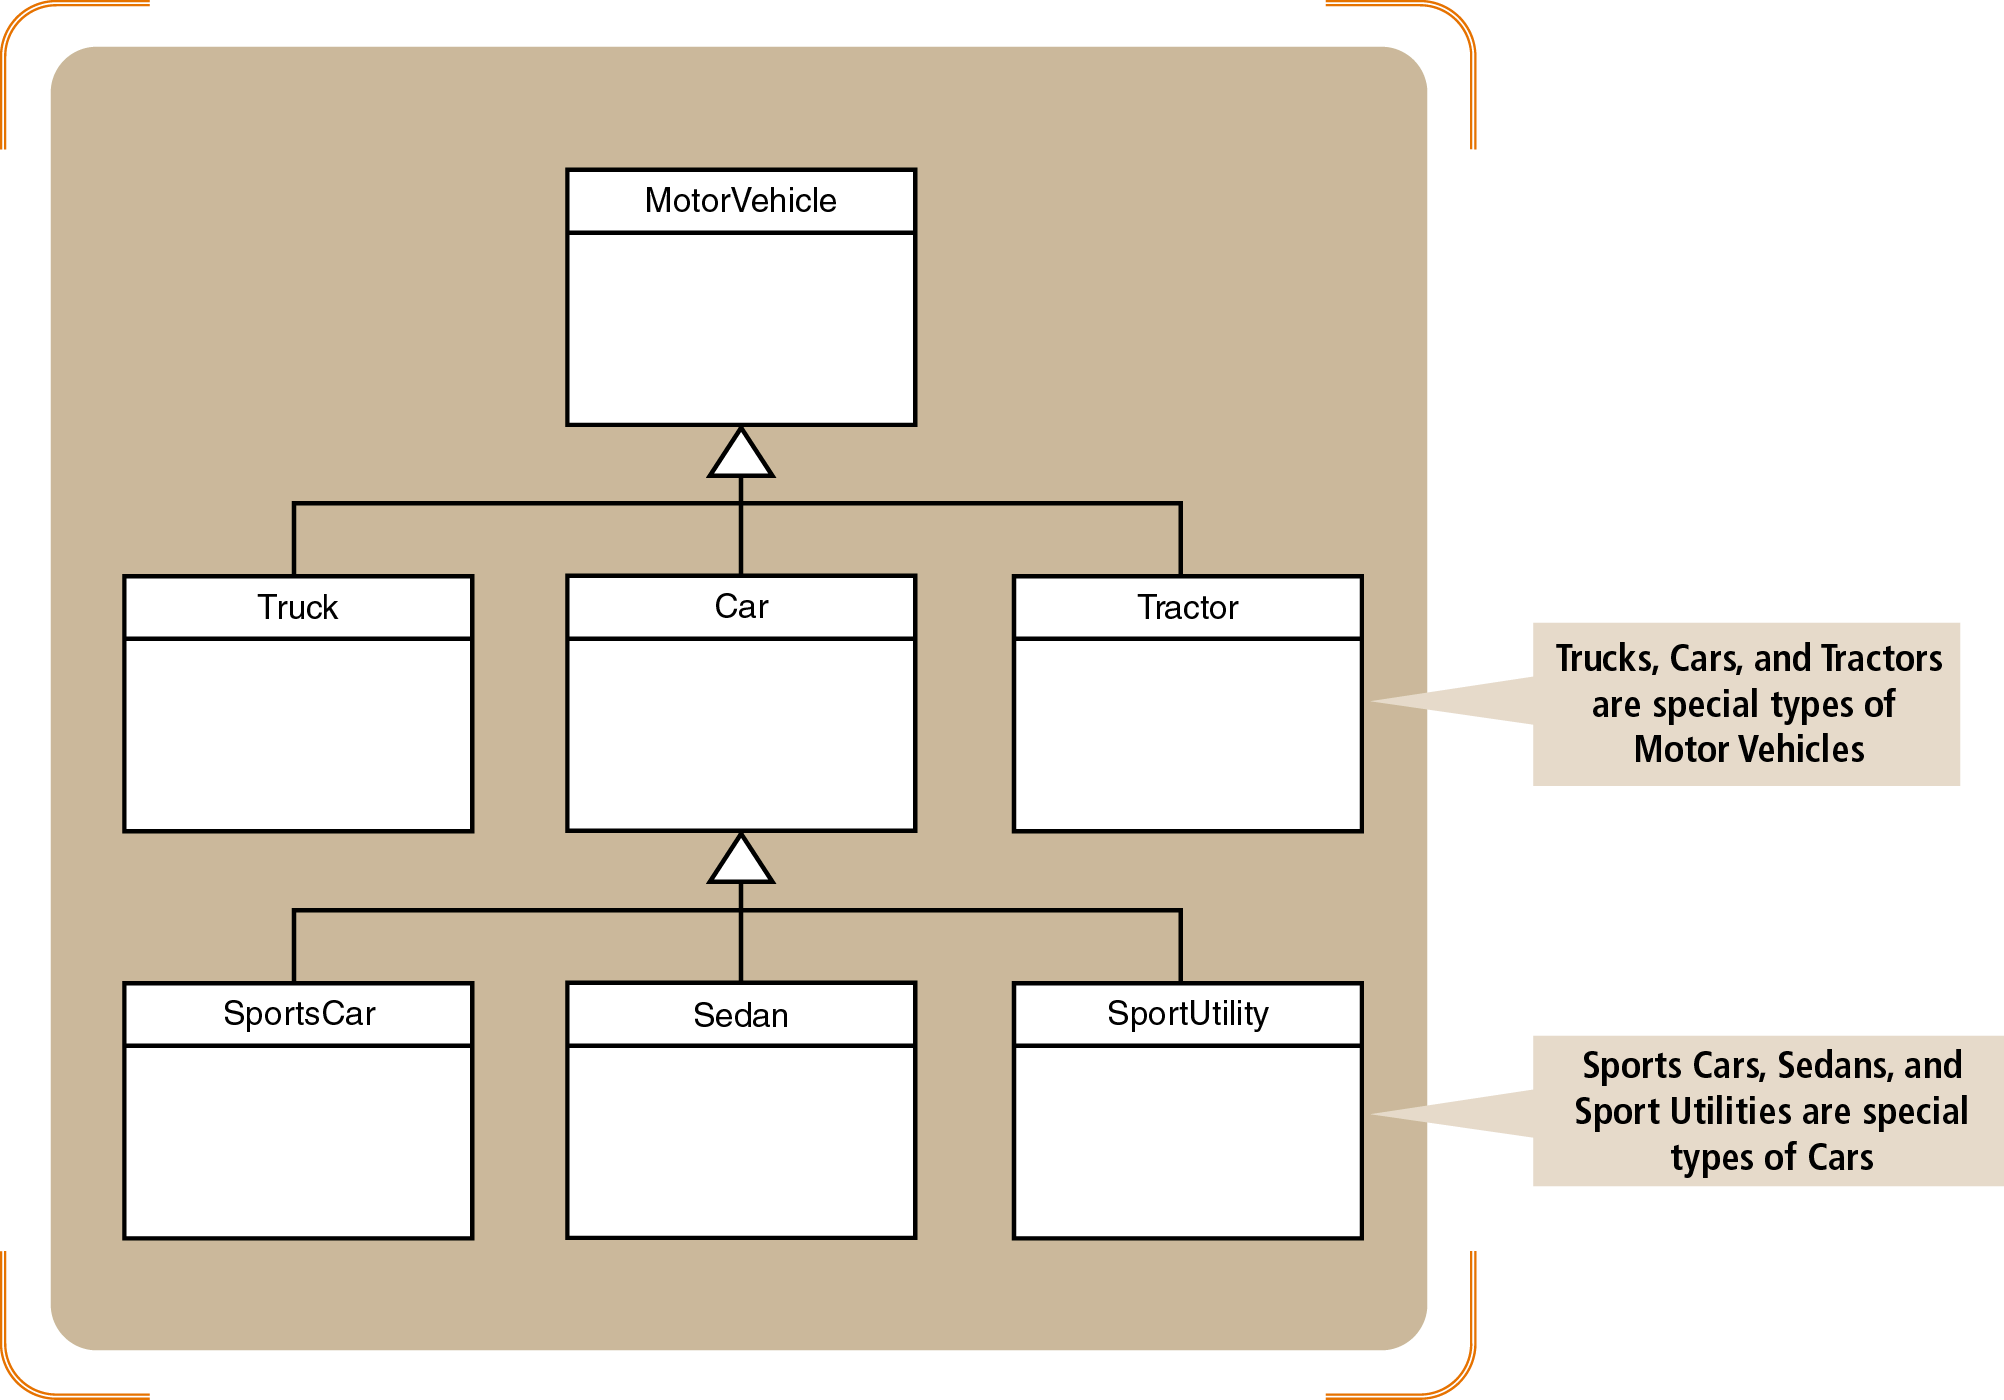 MotorVehicle
Truck
Car
Tractor
Trucks, Cars, and Tractors
are special types of
Motor Vehicles
SportsCar
Sedan
SportUtility
Sports Cars, Sedans, and
Sport Utilities are special
types of Cars